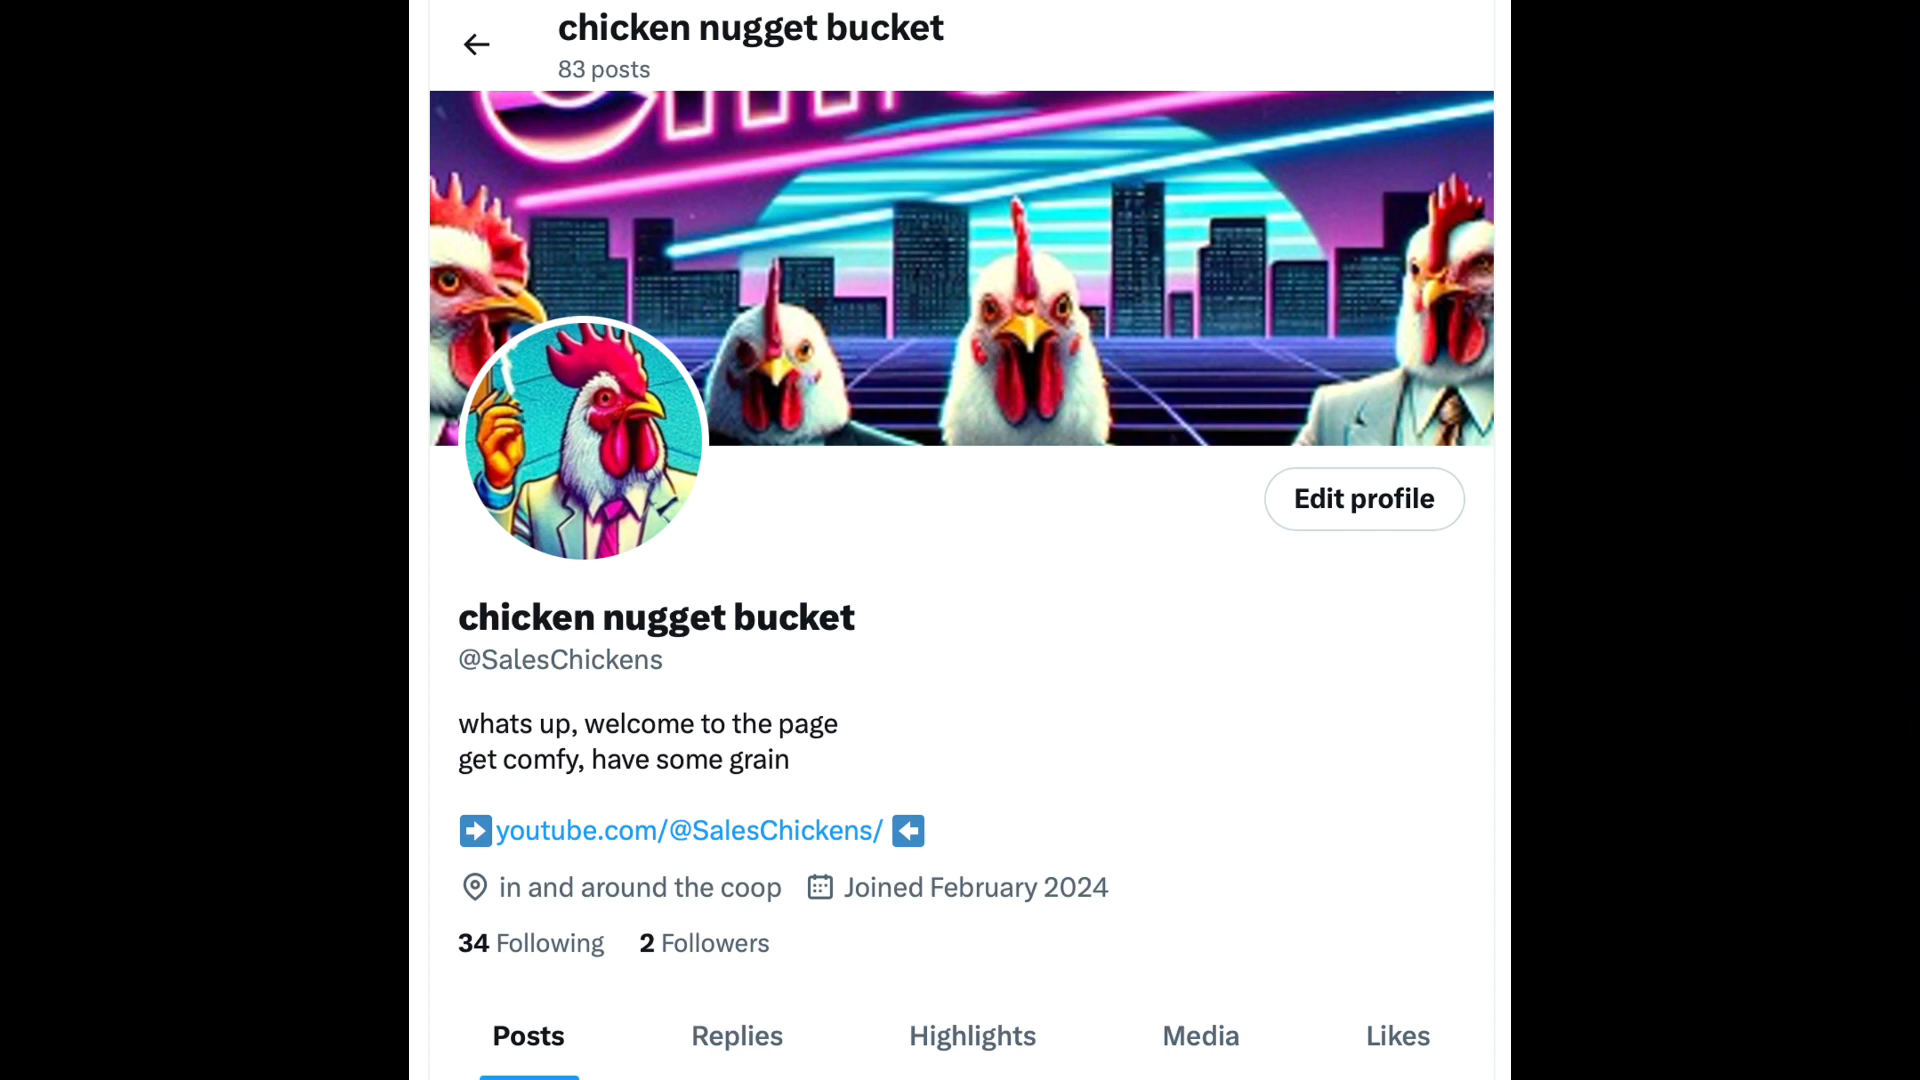 chicken nugget bucket
83 posts
Edit profile
chicken nugget bucket
@SalesChickens
whats up, welcome to the page
get comfy, have some grain
➡️youtube.com/@SalesChickens/ ⬅️
in and around the coop Joined February 2024
34 Following 2 Followers
Posts Replies Highlights Media Likes